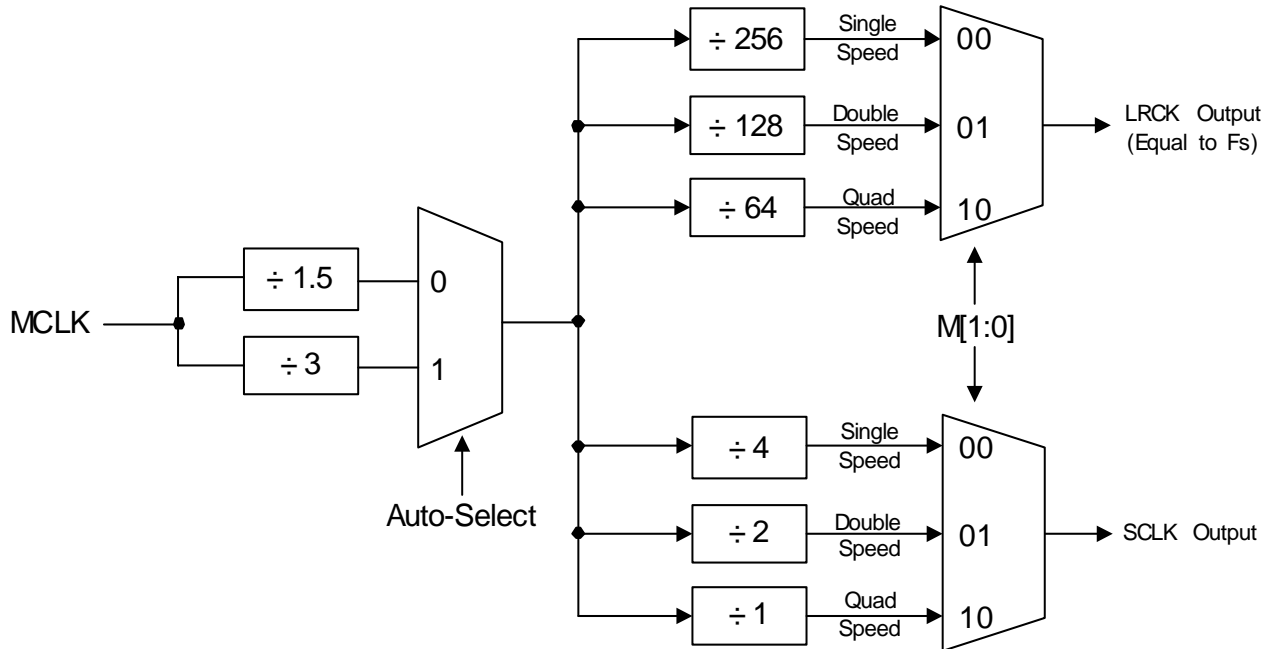 ÷ 256
Single
Speed
00
÷ 128
Double
Speed
01
LRCK Output
(Equal to Fs)
÷ 64
Quad
Speed
10
MCLK
÷ 1.5
0
÷ 3
1
Auto-Select
M[1:0]
÷ 4
Single
Speed
00
÷ 2
Double
Speed
01
SCLK Output
÷ 1
Quad
Speed
10